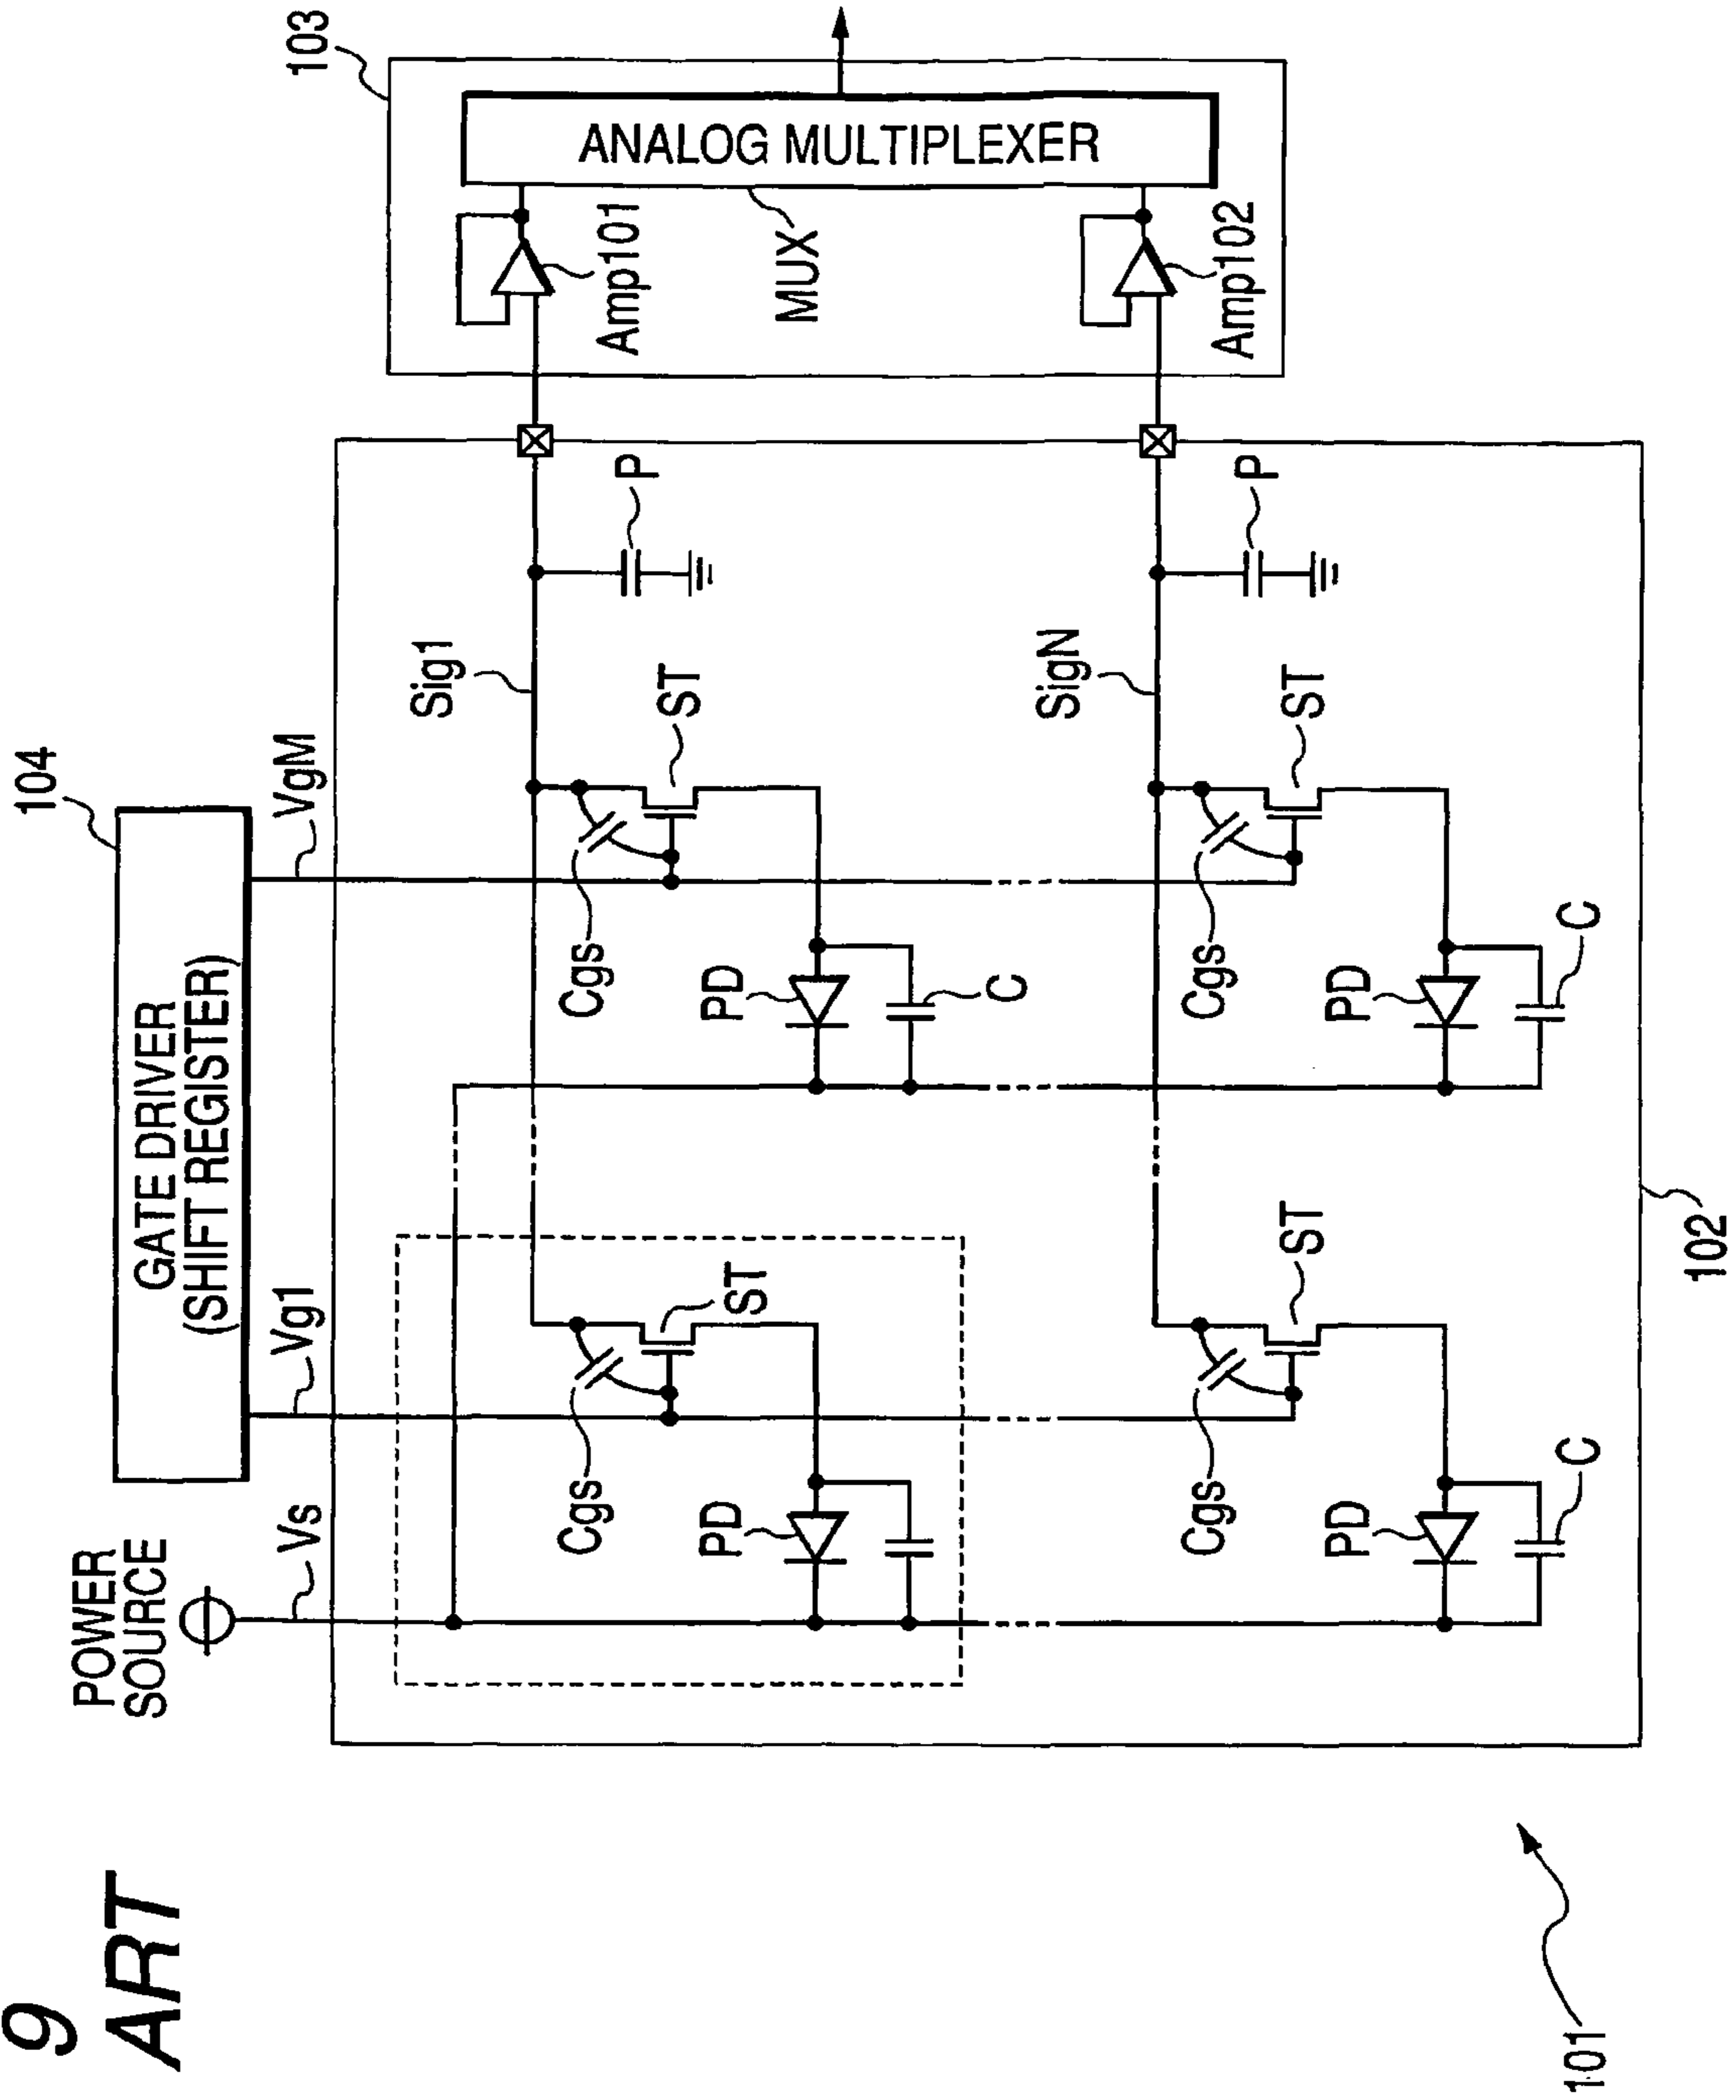 9
ART
101
POWER
SOURCE
Vs
GATE DRIVER
(SHIFT REGISTER)
104
Vg1
VgM
Cgs
ST
PD
Cgs
ST
PD
C
Sig1
P
Cgs
ST
PD
C
Cgs
ST
PD
C
SigN
P
102
103
Amp101
ANALOG MULTIPLEXER
MUX
Amp102